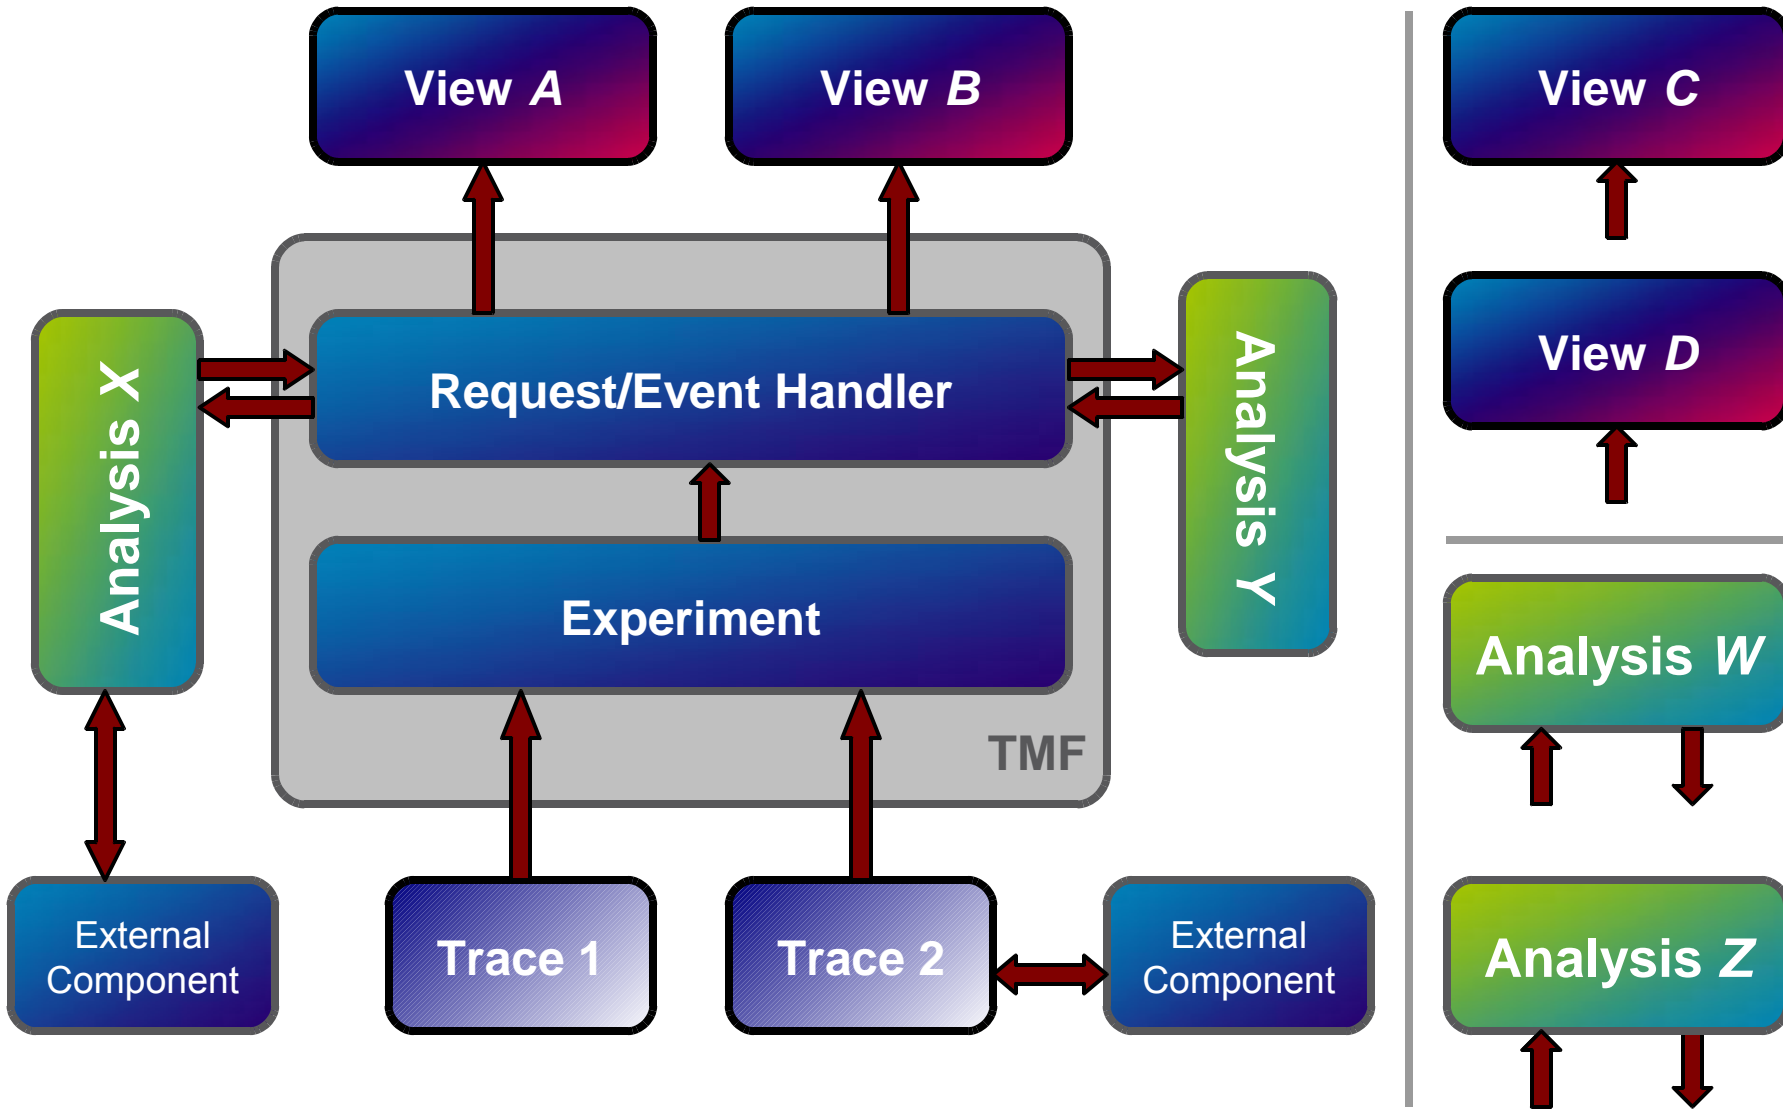 View A
View B
Analysis X
Request/Event Handler
Analysis Y
Experiment
TMF
External
Component
Trace 1
Trace 2
External
Component
View C
View D
Analysis W
Analysis Z